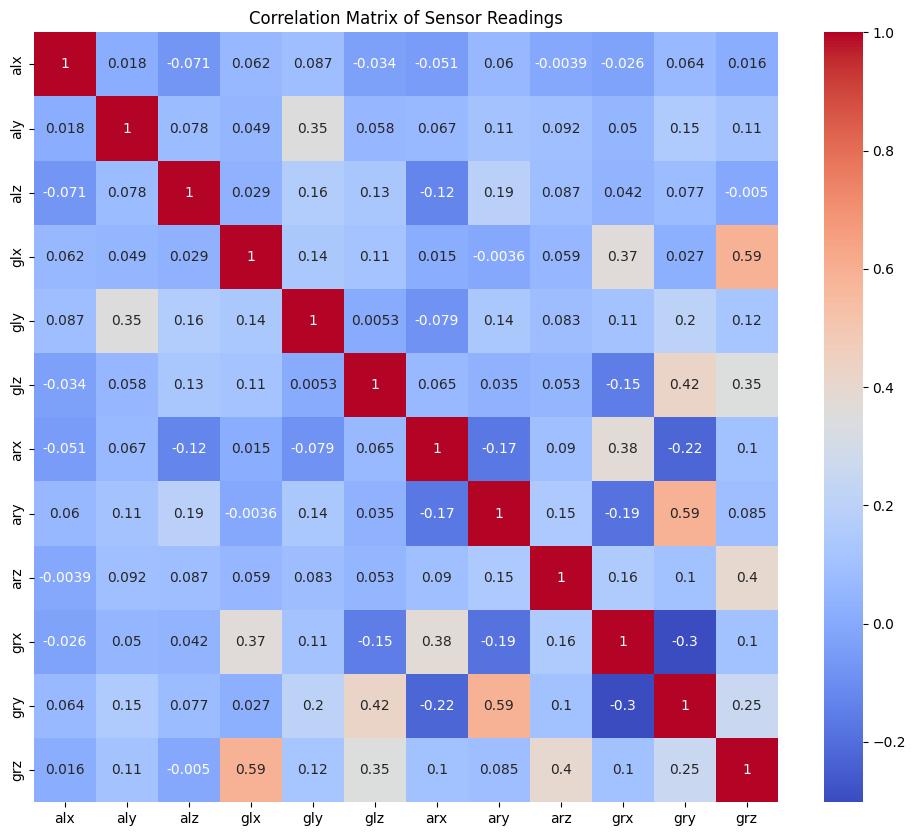 Correlation Matrix of Sensor Readings
alx 1 0.018 -0.071 0.062 0.087 -0.034 -0.051 0.06 -0.0039 -0.026 0.064 0.016
aly 0.018 1 0.078 0.049 0.35 0.058 0.067 0.11 0.092 0.05 0.15 0.11
alz -0.071 0.078 1 0.029 0.16 0.13 -0.12 0.19 0.087 0.042 0.077 -0.005
glx 0.062 0.049 0.029 1 0.14 0.11 0.015 -0.0036 0.059 0.37 0.027 0.59
gly 0.087 0.35 0.16 0.14 1 0.0053 -0.079 0.14 0.083 0.11 0.2 0.12
glz -0.034 0.058 0.13 0.11 0.0053 1 0.065 0.035 0.053 -0.15 0.42 0.35
arx -0.051 0.067 -0.12 0.015 -0.079 0.065 1 -0.17 0.09 0.38 -0.22 0.1
ary 0.06 0.11 0.19 -0.0036 0.14 0.035 -0.17 1 0.15 -0.19 0.59 0.085
arz -0.0039 0.092 0.087 0.059 0.083 0.053 0.09 0.15 1 0.16 0.1 0.4
grx -0.026 0.05 0.042 0.37 0.11 -0.15 0.38 -0.19 0.16 1 -0.3 0.1
gry 0.064 0.15 0.077 0.027 0.2 0.42 -0.22 0.59 0.1 -0.3 1 0.25
grz 0.016 0.11 -0.005 0.59 0.12 0.35 0.1 0.085 0.4 0.1 0.25 1
alx aly alz glx gly glz arx ary arz grx gry grz
1.0
0.8
0.6
0.4
0.2
0.0
−0.2